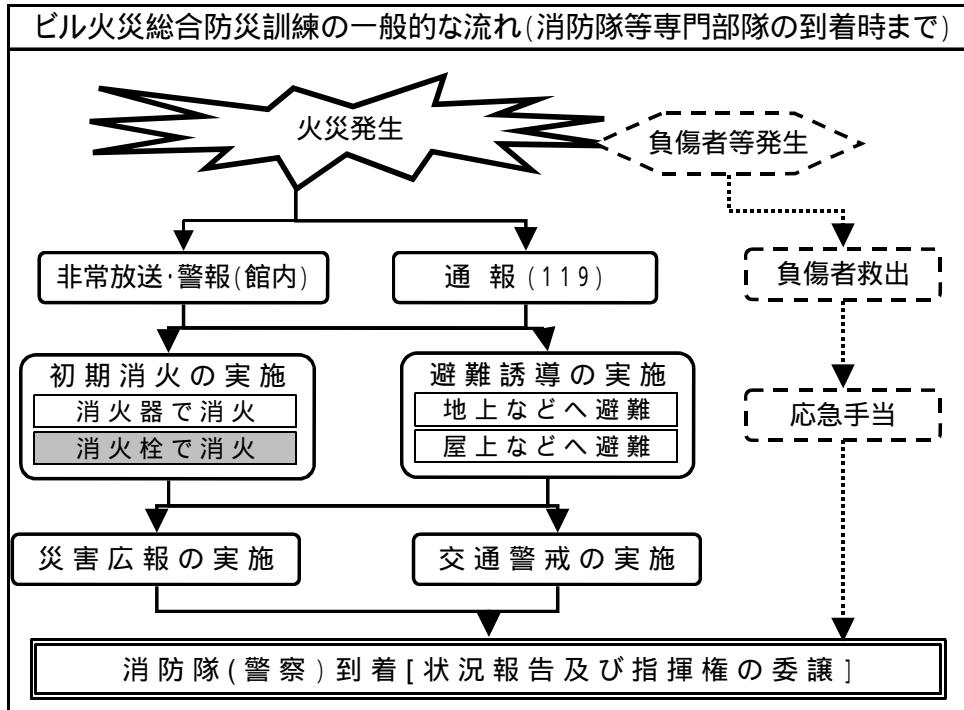 ビル火災総合防災訓練の一般的な流れ(消防隊等専門部隊の到着時まで)
火災発生
負傷者等発生
非常放送･警報(館内)
通報(119)
負傷者救出
初期消火の実施
消火器で消火
消火栓で消火
避難誘導の実施
地上などへ避難
屋上などへ避難
応急手当
災害広報の実施
交通警戒の実施
消防隊(警察)到着[状況報告及び指揮権の委譲]